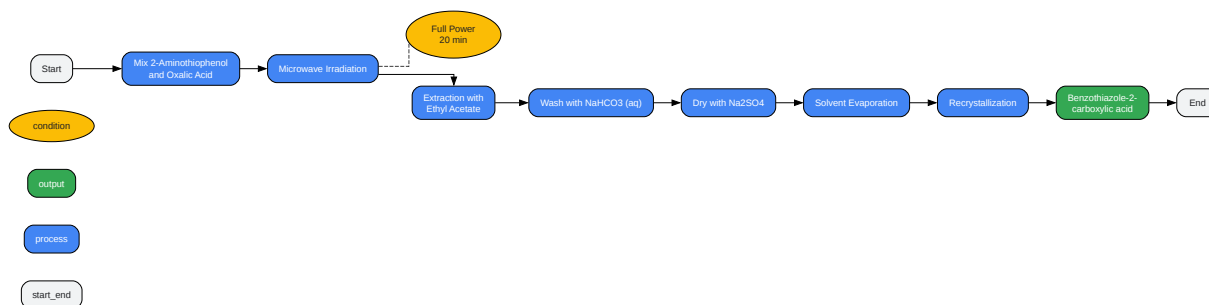 Full Power
20 min
Start
Mix 2-Aminothiophenol
and Oxalic Acid
Microwave Irradiation
Extraction with
Ethyl Acetate
Wash with NaHCO3 (aq)
Dry with Na2SO4
Solvent Evaporation
Recrystallization
Benzothiazole-2-
carboxylic acid
End
condition
output
process
start_end